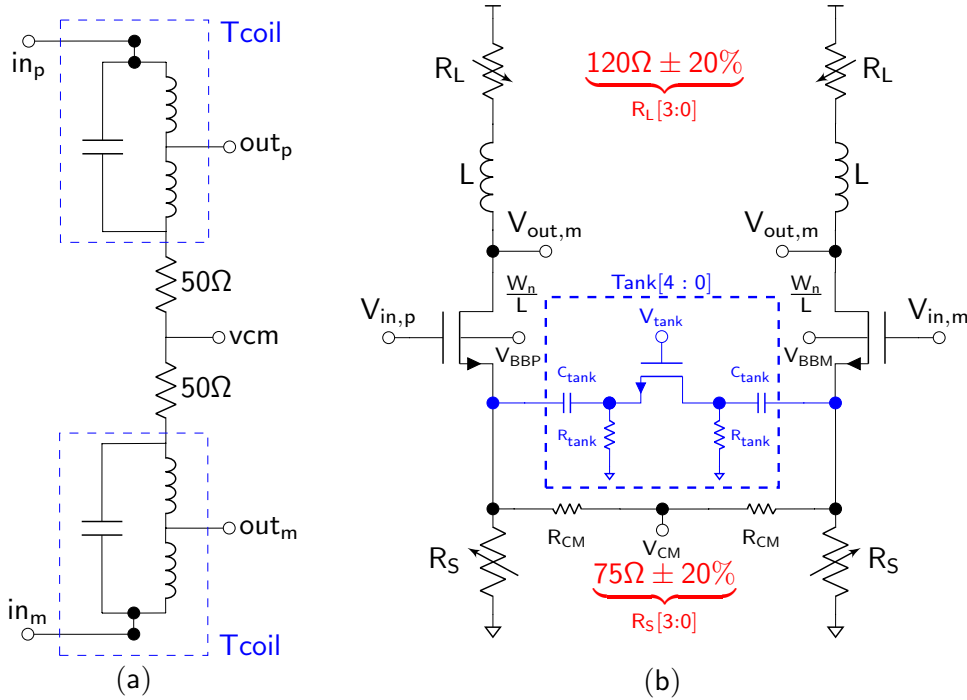 Tcoil
in_p
out_p
50Ω
vcm
50Ω
out_m
in_m
Tcoil
(a)
R_L
120Ω ± 20%
R_L[3:0]
R_L
L
L
V_out,m
V_out,m
W_n
L
Tank[4 : 0]
W_n
L
V_in,p
V_tank
V_in,m
V_BBP
V_BBM
C_tank
C_tank
R_tank
R_tank
R_CM
V_CM
R_CM
R_S
75Ω ± 20%
R_S[3:0]
R_S
(b)